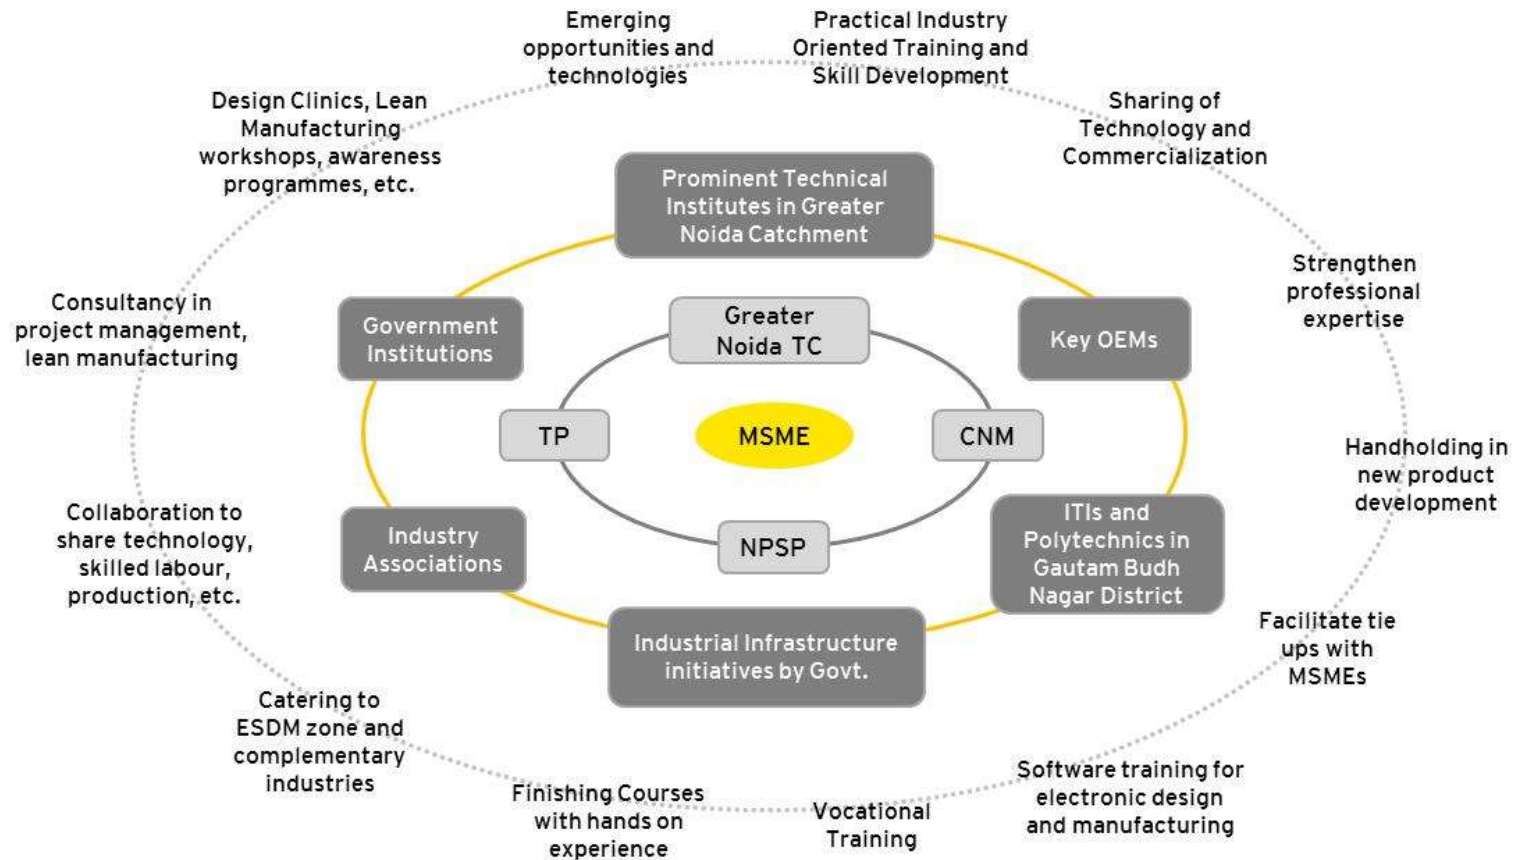 Emerging
opportunities and
technologies
Practical Industry
Oriented Training and
Skill Development
Design Clinics, Lean
Manufacturing
workshops, awareness
programmes, etc.
Sharing of
Technology and
Commercialization
Prominent Technical
Institutes in Greater
Noida Catchment
Strengthen
professional
expertise
Consultancy in
project management,
lean manufacturing
Government
Institutions
Greater
Noida TC
Key OEMs
TP
MSME
CNM
Handholding in
new product
development
Collaboration to
share technology,
skilled labour,
production, etc.
Industry
Associations
NPSP
ITIs and
Polytechnics in
Gautam Budh
Nagar District
Industrial Infrastructure
initiatives by Govt.
Facilitate tie
ups with
MSMEs
Catering to
ESDM zone and
complementary
industries
Finishing Courses
with hands on
experience
Vocational
Training
Software training for
electronic design
and manufacturing